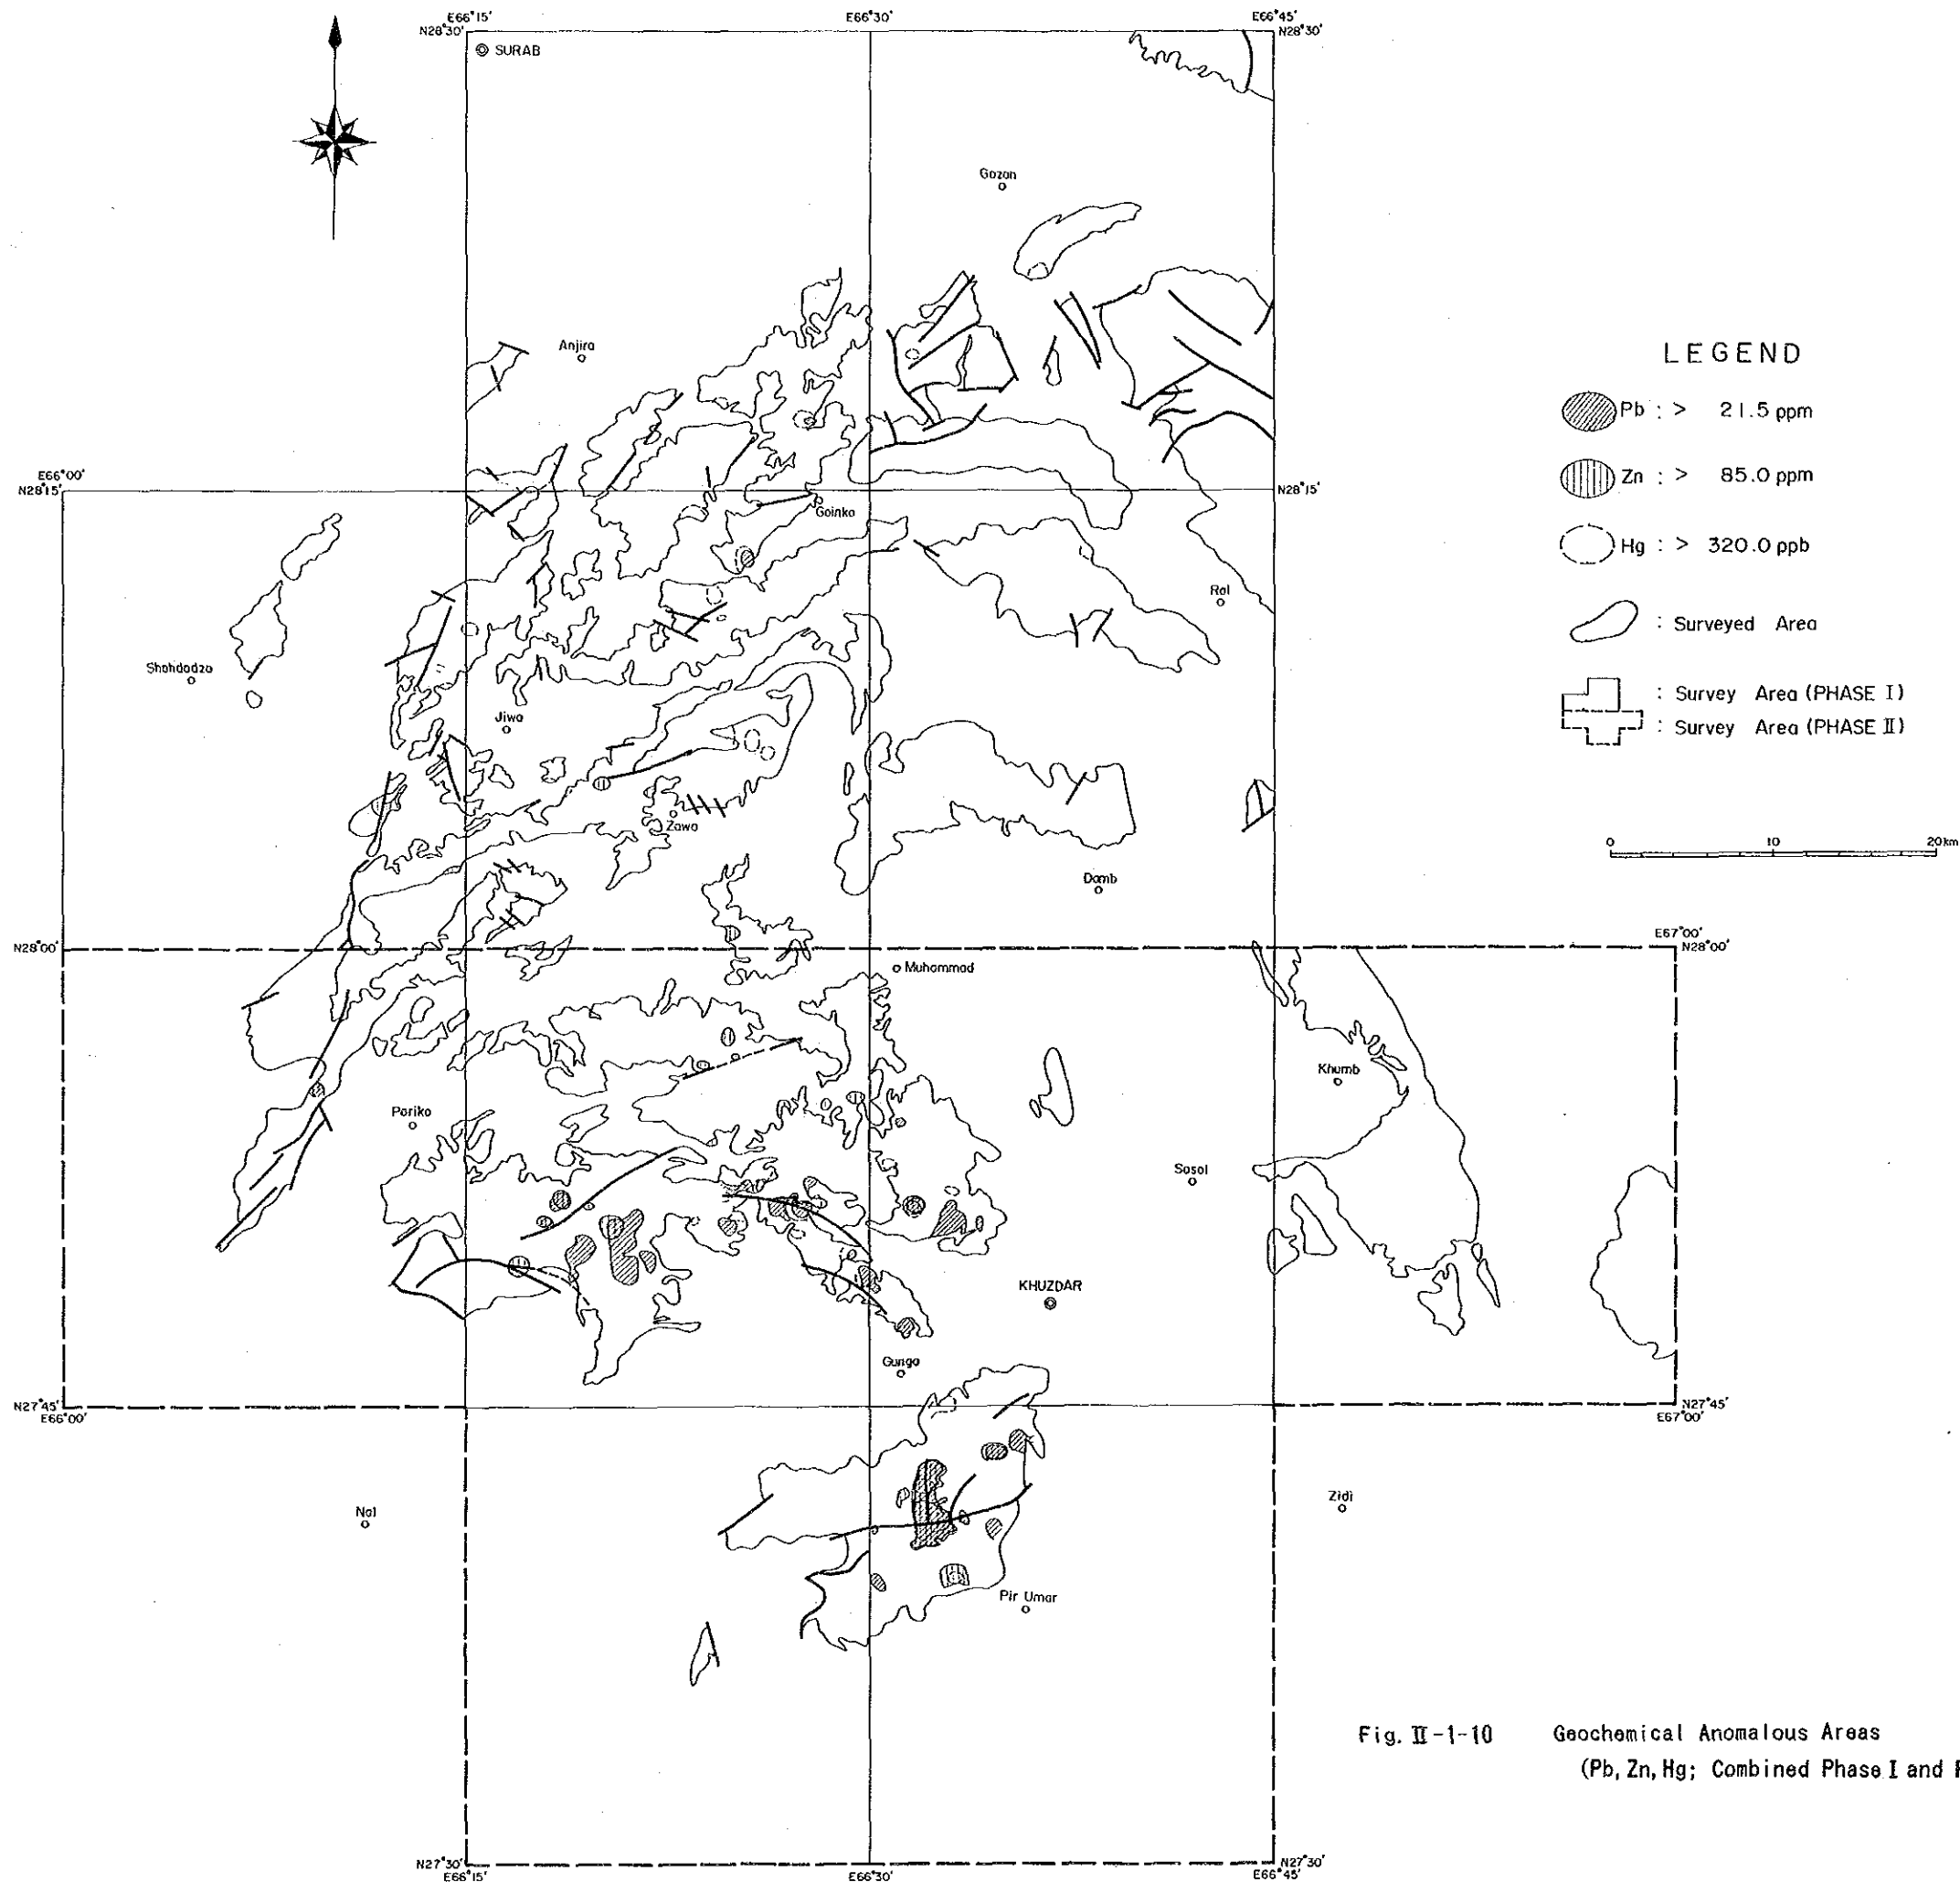 E66°15'
E66°30'
E66°45'
N28°30'
N28°30'
SURAB
Gazan
Anjira
LEGEND
Pb : > 21.5 ppm
Zn : > 85.0 ppm
Hg : > 320.0 ppb
: Surveyed Area
: Survey Area (PHASE I)
: Survey Area (PHASE II)
0 10 20km
E66°00'
N28°15'
N28°15'
Goinka
Ral
Shahdadza
Jiwa
Zawa
Damb
N28°00'
E67°00'
N28°00'
Muhammad
Khumb
Pariko
Sasol
KHUZDAR
Gunga
N27°45'
E66°00'
N27°45'
E67°00'
Nal
Zidi
Pir Umar
Fig. II-1-10 Geochemical Anomalous Areas
(Pb, Zn, Hg; Combined Phase I and
N27°30'
E66°15'
E66°30'
N27°30'
E66°45'